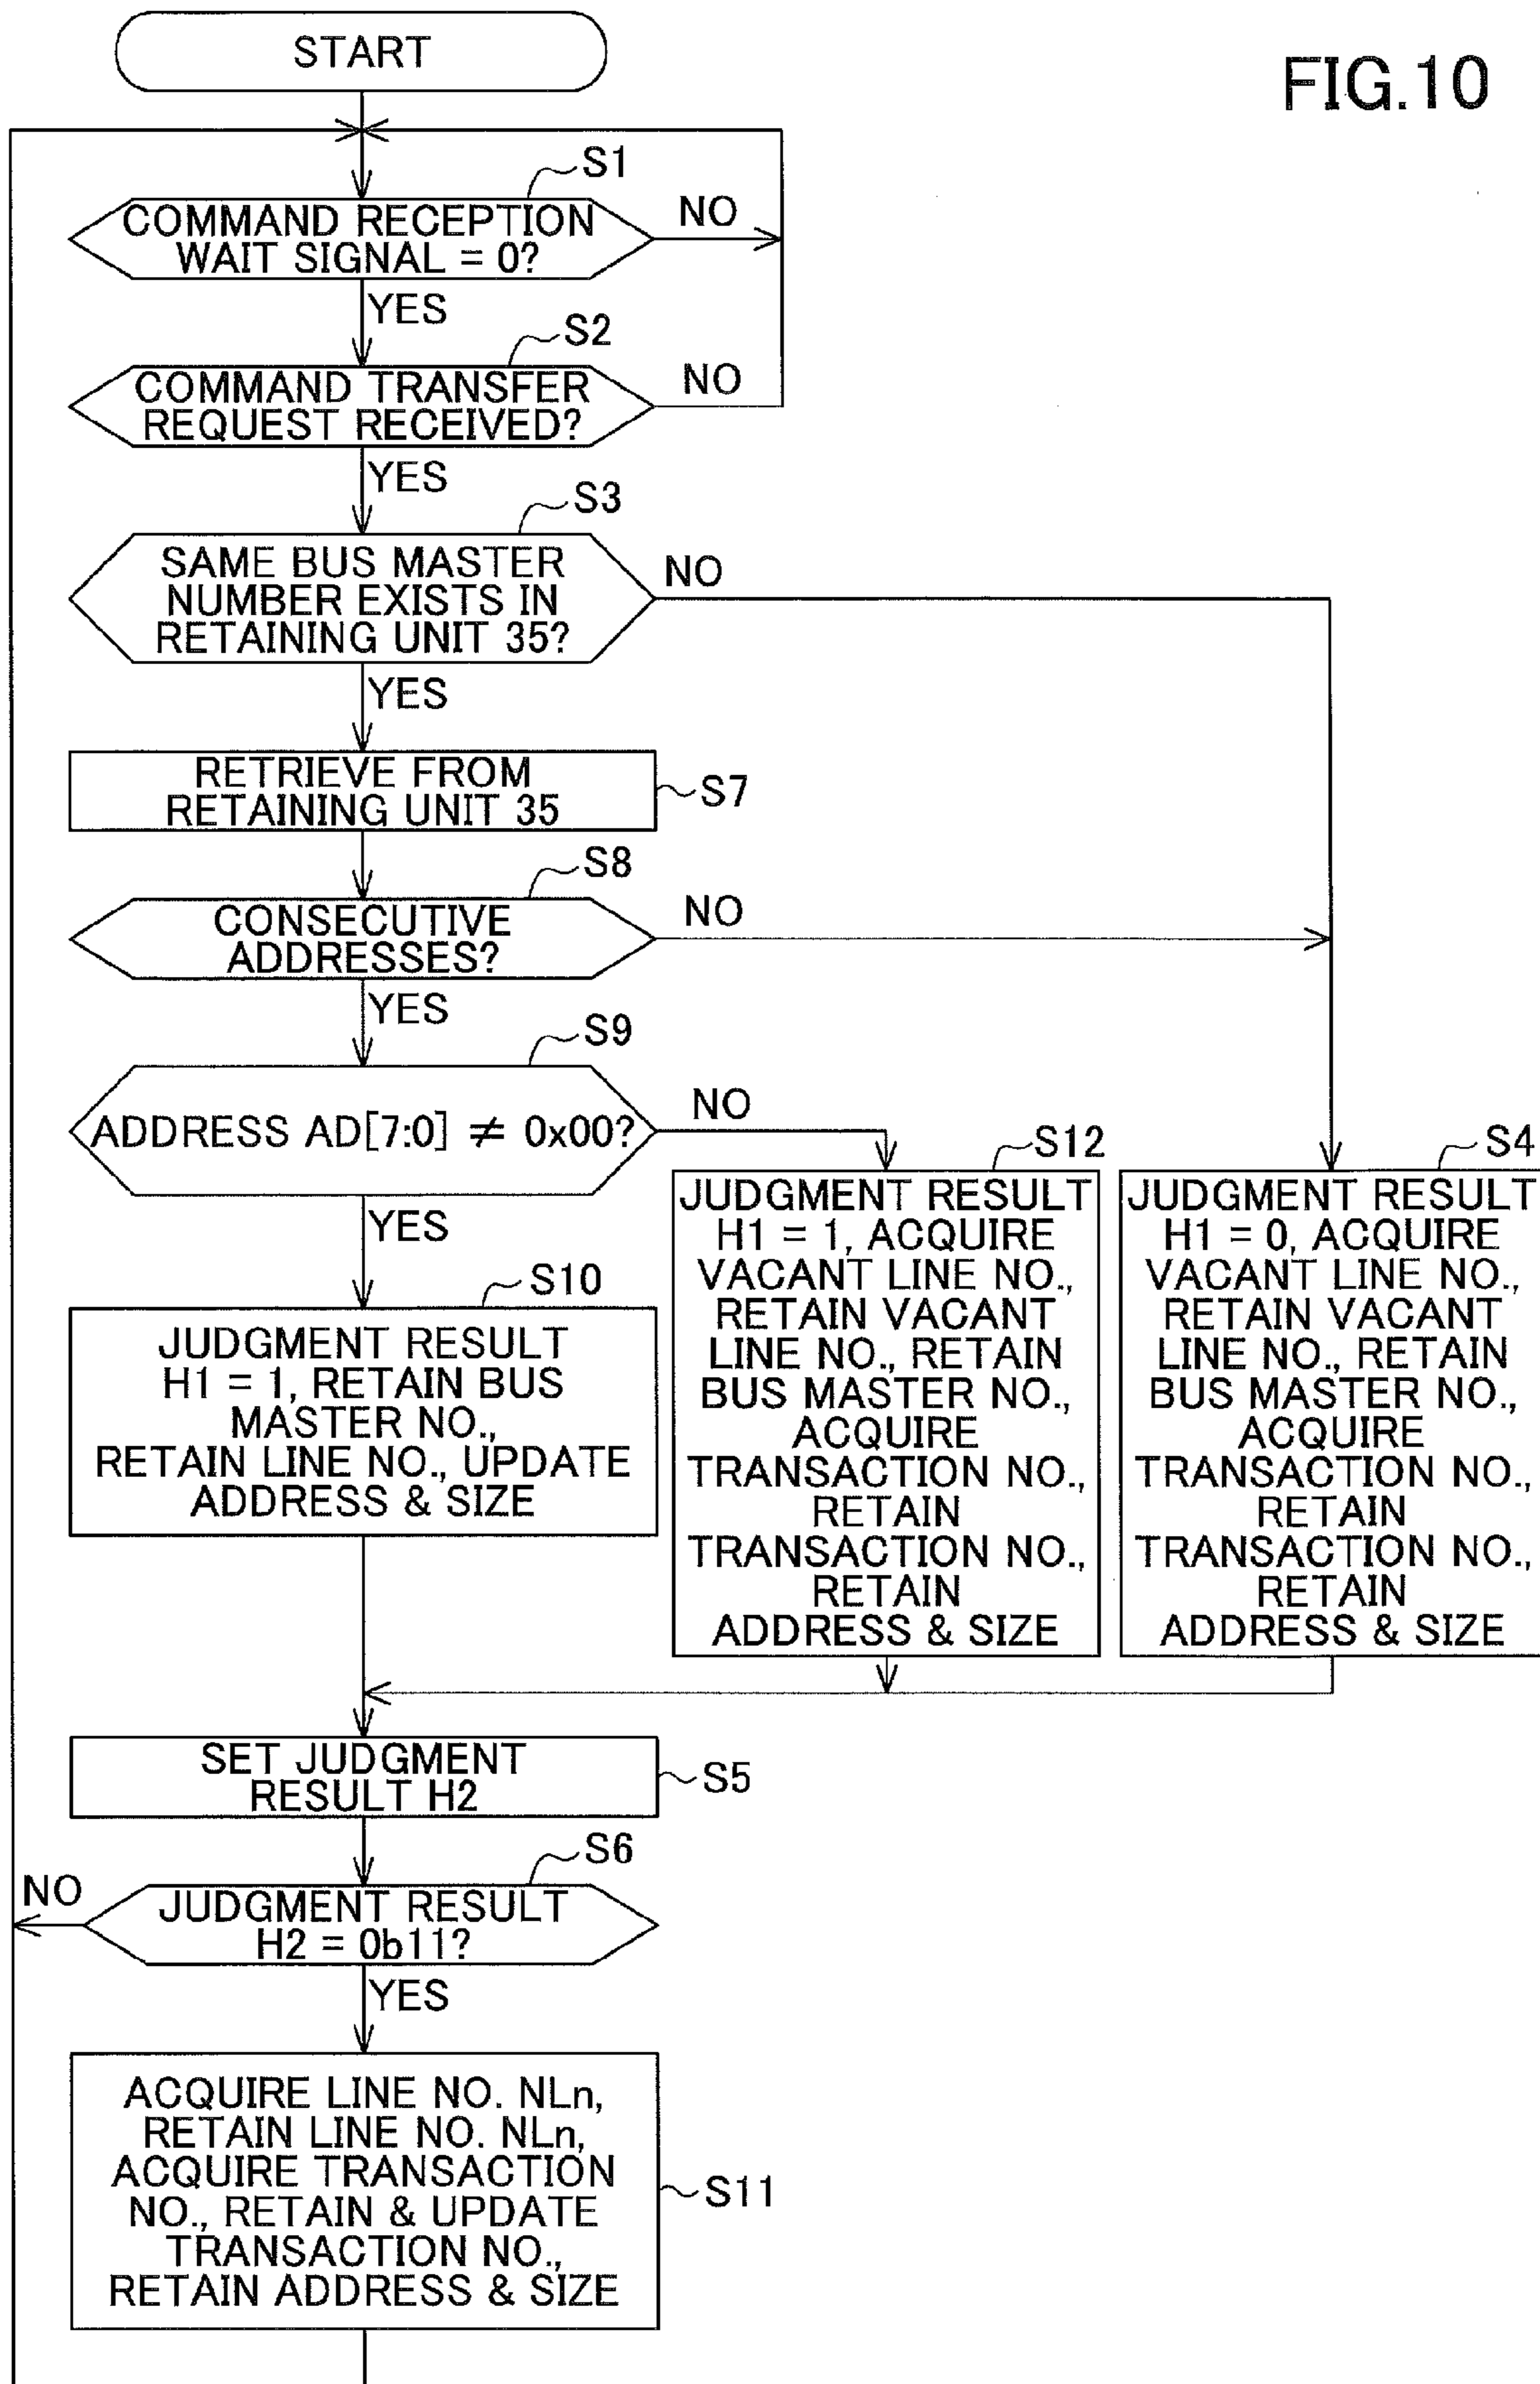 FIG.10
START
S1
COMMAND RECEPTION
WAIT SIGNAL = 0?
NO
YES
S2
COMMAND TRANSFER
REQUEST RECEIVED?
NO
YES
S3
SAME BUS MASTER
NUMBER EXISTS IN
RETAINING UNIT 35?
NO
YES
RETRIEVE FROM
RETAINING UNIT 35
S7
S8
CONSECUTIVE
ADDRESSES?
NO
YES
S9
ADDRESS AD[7:0] ≠ 0x00?
NO
YES
S10
JUDGMENT RESULT
H1 = 1, RETAIN BUS
MASTER NO.,
RETAIN LINE NO., UPDATE
ADDRESS & SIZE
S12
JUDGMENT RESULT
H1 = 1, ACQUIRE
VACANT LINE NO.,
RETAIN VACANT
LINE NO., RETAIN
BUS MASTER NO.,
ACQUIRE
TRANSACTION NO.,
RETAIN
TRANSACTION NO.,
RETAIN
ADDRESS & SIZE
S4
JUDGMENT RESULT
H1 = 0, ACQUIRE
VACANT LINE NO.,
RETAIN VACANT
LINE NO., RETAIN
BUS MASTER NO.,
ACQUIRE
TRANSACTION NO.,
RETAIN
TRANSACTION NO.,
RETAIN
ADDRESS & SIZE
SET JUDGMENT
RESULT H2
S5
S6
JUDGMENT RESULT
H2 = 0b11?
NO
YES
ACQUIRE LINE NO. NLn,
RETAIN LINE NO. NLn,
ACQUIRE TRANSACTION
NO., RETAIN & UPDATE
TRANSACTION NO.,
RETAIN ADDRESS & SIZE
S11